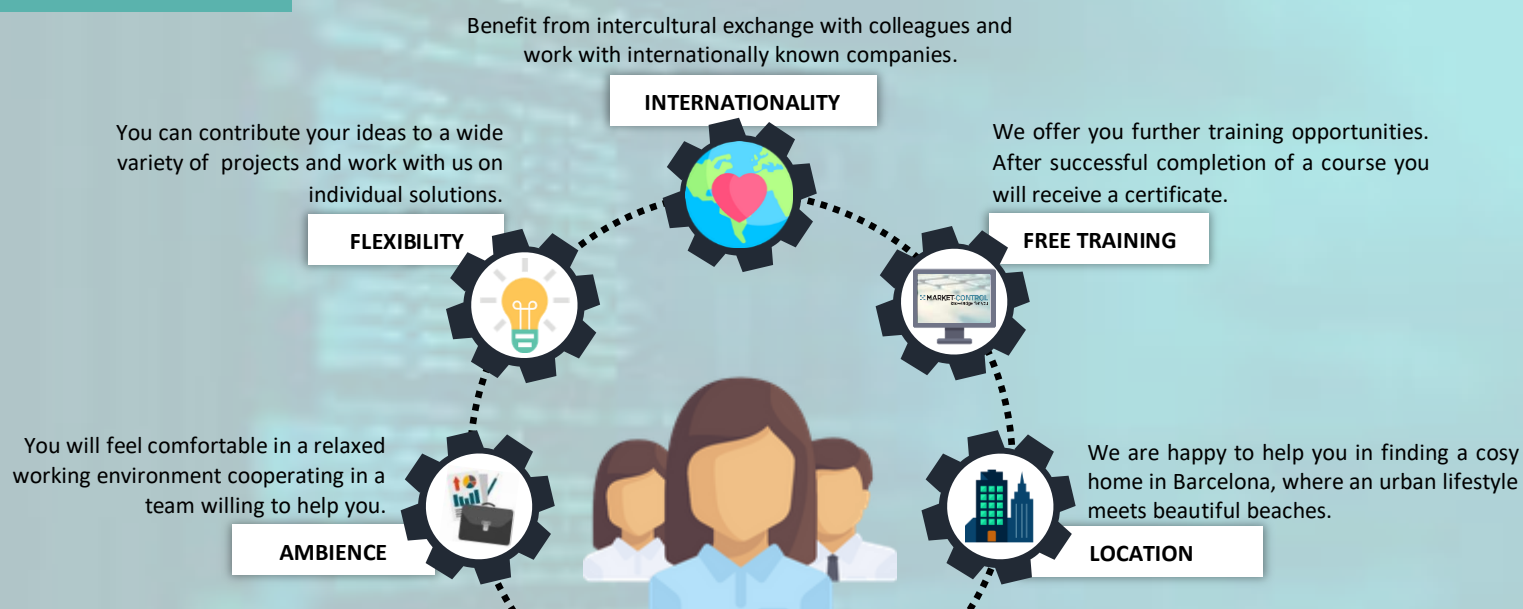 Benefit from intercultural exchange with colleagues and
work with internationally known companies.
INTERNATIONALITY
You can contribute your ideas to a wide
variety of projects and work with us on
individual solutions.
FLEXIBILITY
We offer you further training opportunities.
After successful completion of a course you
will receive a certificate.
FREE TRAINING
MARKET-CONTROL
You will feel comfortable in a relaxed
working environment cooperating in a
team willing to help you.
AMBIENCE
We are happy to help you in finding a cosy
home in Barcelona, where an urban lifestyle
meets beautiful beaches.
LOCATION